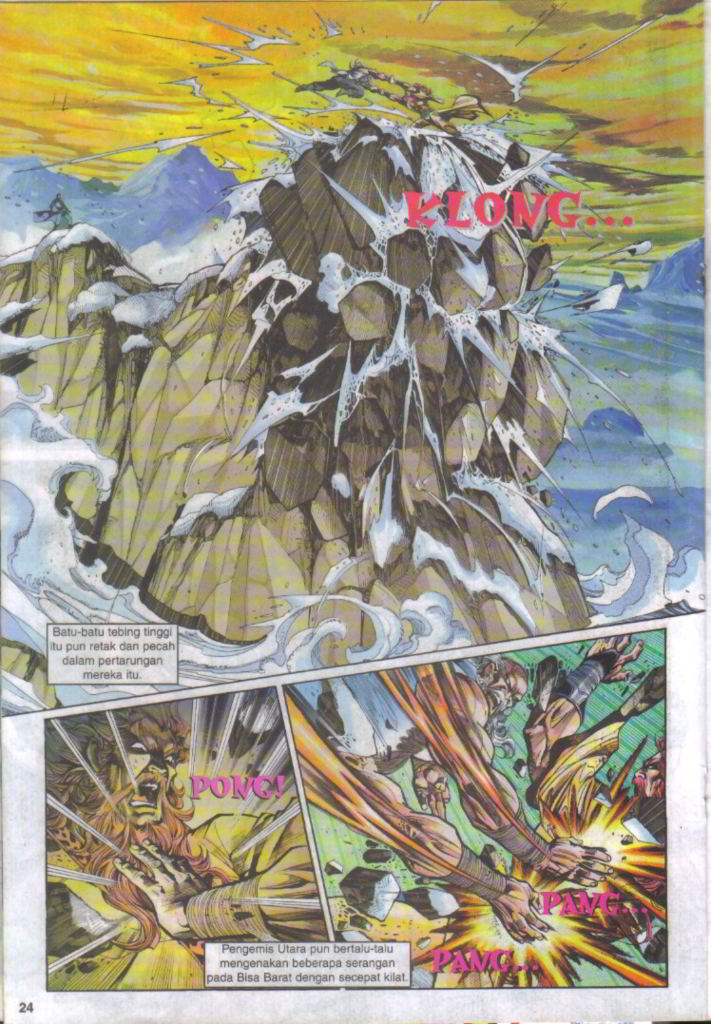 KLONG...
Batu-batu tebing tinggi
itu pun retak dan pecah
dalam pertarungan
mereka itu.
PONG!
PANG...
PANG...
Pengemis Utara pun bertalu-talu
mengenakan beberapa serangan
pada Bisa Barat dengan secepat kilat.
24